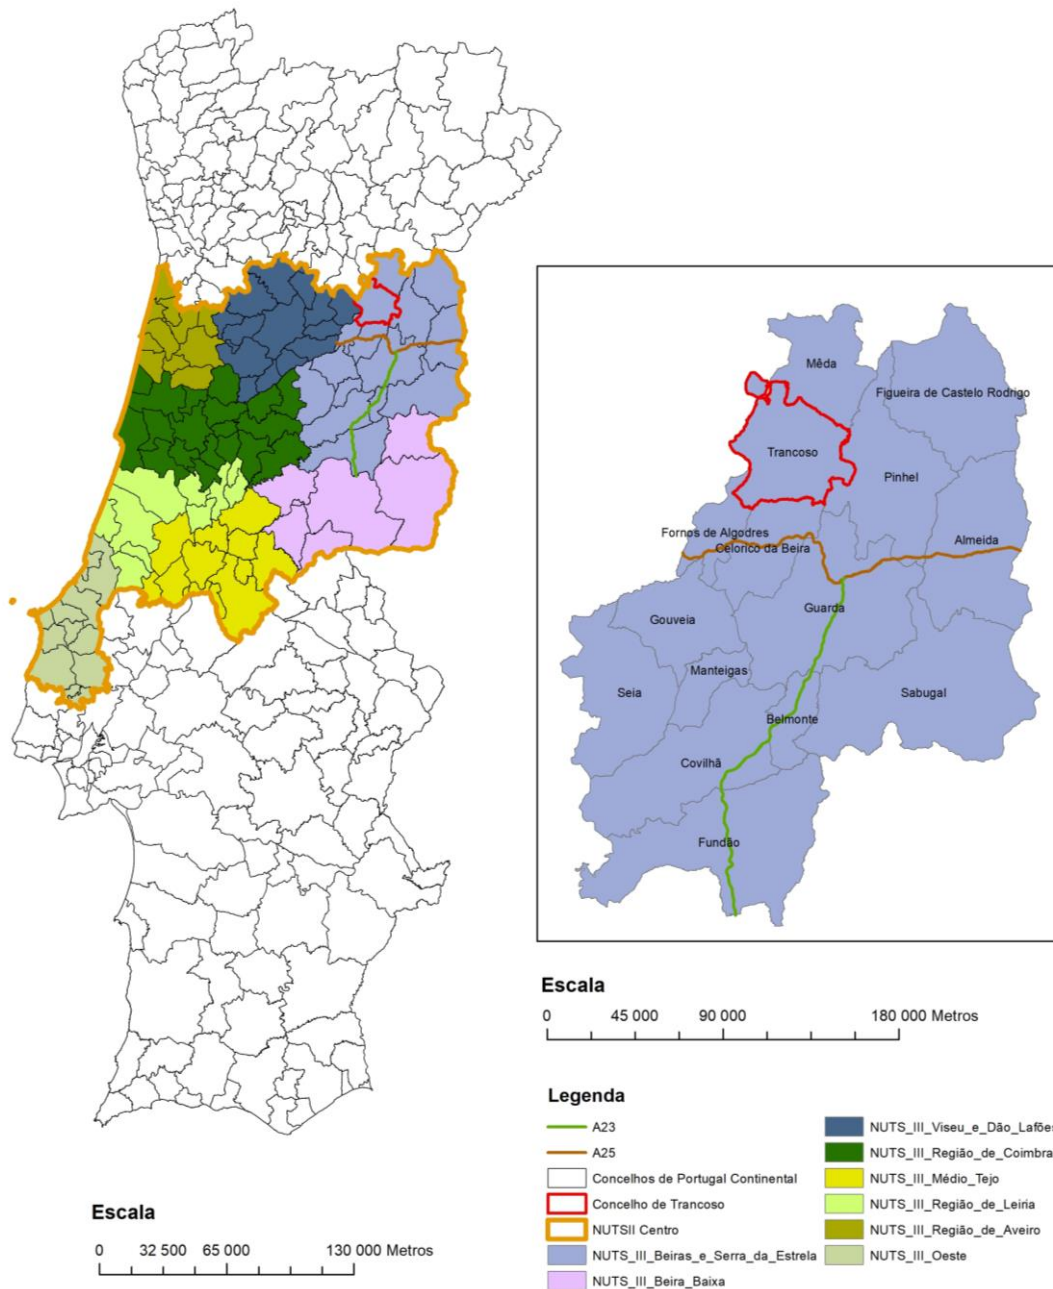 Mêda
Figueira de Castelo Rodrigo
Trancoso
Pinhel
Fornos de Algodres
Celorico da Beira
Almeida
Guarda
Gouveia
Manteigas
Seia
Sabugal
Belmonte
Covilhã
Fundão
Escala
0 45 000 90 000 180 000 Metros
Legenda
A23
A25
Concelhos de Portugal Continental
Concelho de Trancoso
NUTSII Centro
NUTS_III_Beiras_e_Serra_da_Estrela
NUTS_III_Beira_Baixa
NUTS_III_Viseu_e_Dão_Lafões
NUTS_III_Região_de_Coimbra
NUTS_III_Médio_Tejo
NUTS_III_Região_de_Leiria
NUTS_III_Região_de_Aveiro
NUTS_III_Oeste
Escala
0 32 500 65 000 130 000 Metros